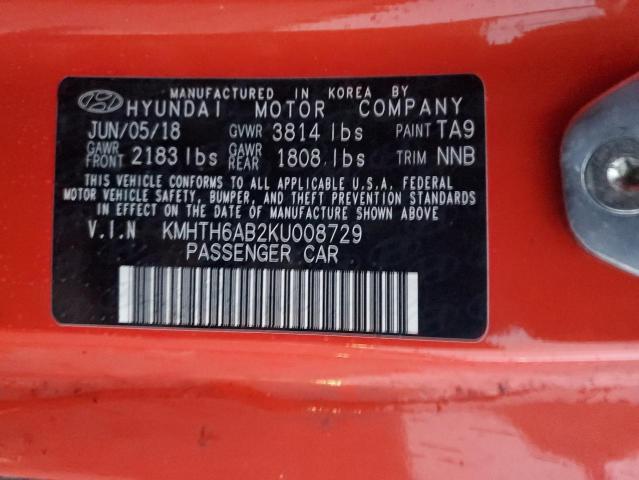 MANUFACTURED IN KOREA BY
HYUNDAI MOTOR COMPANY
JUN/05/18 GVWR 3814 lbs PAINT TA9
GAWR FRONT 2183 lbs GAWR REAR 1808 lbs TRIM NNB
THIS VEHICLE CONFORMS TO ALL APPLICABLE U.S.A. FEDERAL
MOTOR VEHICLE SAFETY, BUMPER, AND THEFT PREVENTION STANDARDS
IN EFFECT ON THE DATE OF MANUFACTURE SHOWN ABOVE
V.I.N KMHTH6AB2KU008729
PASSENGER CAR